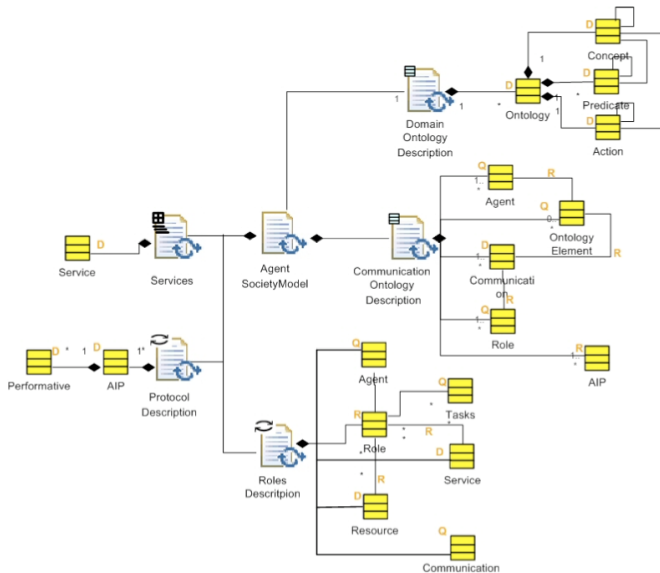 D
Concept
1
D
D
Predicate
1
*
Ontology
1
1
*
1
D
Action
1
Domain
Ontology
Description
Q
R
1..
*
Agent
Q
0..
*
Ontology
Element
R
D
Communicati
on
R
Q
1..
*
Role
R
1..
*
AIP
D
Service
Services
Agent
SocietyModel
Communication
Ontology
Description
D * 1
Performative
D 1*
AIP
Protocol
Description
Q
Agent
Q
Tasks
*
R
Role
*
*
*
R
D
Service
*
*
R
D
Resource
Q
Communication
Roles
Descritpion